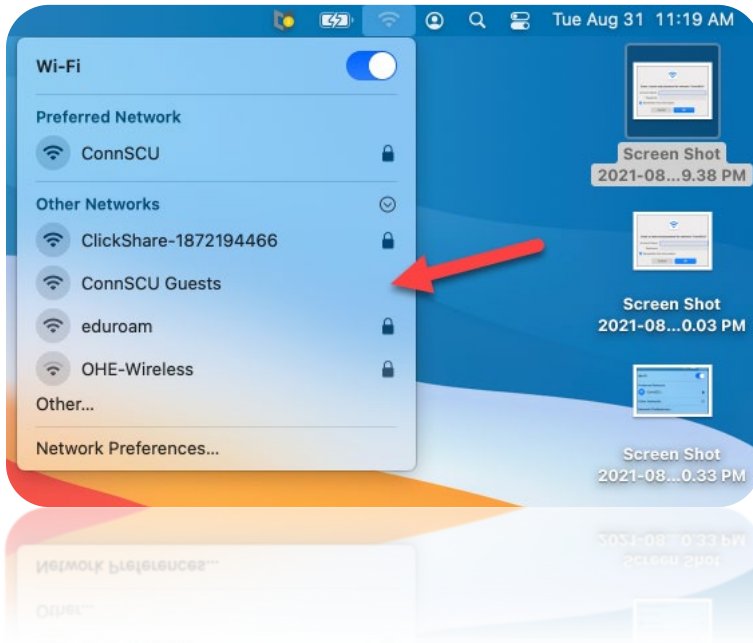 Tue Aug 31 11:19 AM
Wi-Fi
Preferred Network
ConnSCU
Other Networks
ClickShare-1872194466
ConnSCU Guests
eduroam
OHE-Wireless
Other...
Network Preferences...
Screen Shot
2021-08...9.38 PM
Screen Shot
2021-08...0.03 PM
Screen Shot
2021-08...0.33 PM